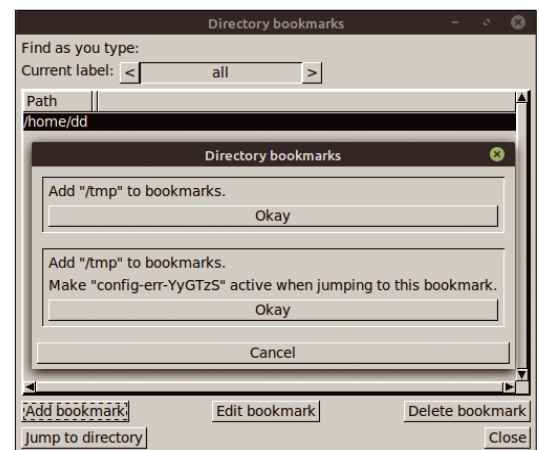 Directory bookmarks
Find as you type:
Current label: < all >
Path
/home/dd
Directory bookmarks
Add "/tmp" to bookmarks.
Okay
Add "/tmp" to bookmarks.
Make "config-err-YyGTzS" active when jumping to this bookmark.
Okay
Cancel
Add bookmark Edit bookmark Delete bookmark
Jump to directory Close